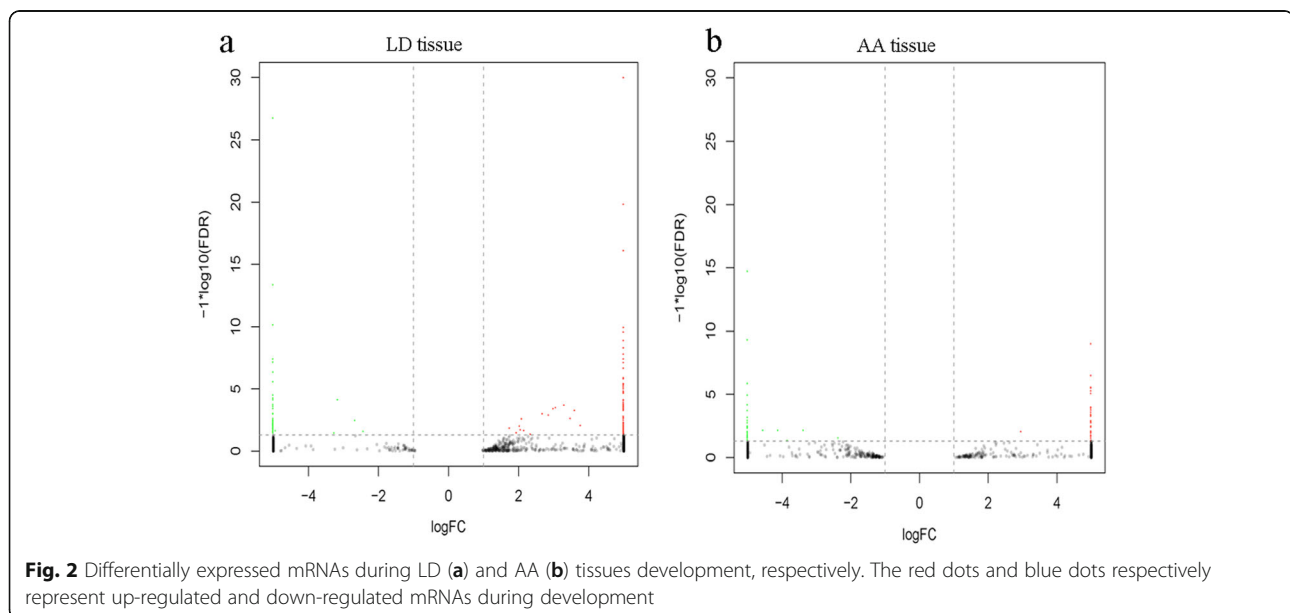 a
LD tissue
30
25
20
15
10
5
0
-1*log10(FDR)
−4
−2
0
2
4
logFC
b
AA tissue
30
25
20
15
10
5
0
-1*log10(FDR)
−4
−2
0
2
4
logFC
Fig. 2 Differentially expressed mRNAs during LD (a) and AA (b) tissues development, respectively. The red dots and blue dots respectively
represent up-regulated and down-regulated mRNAs during development